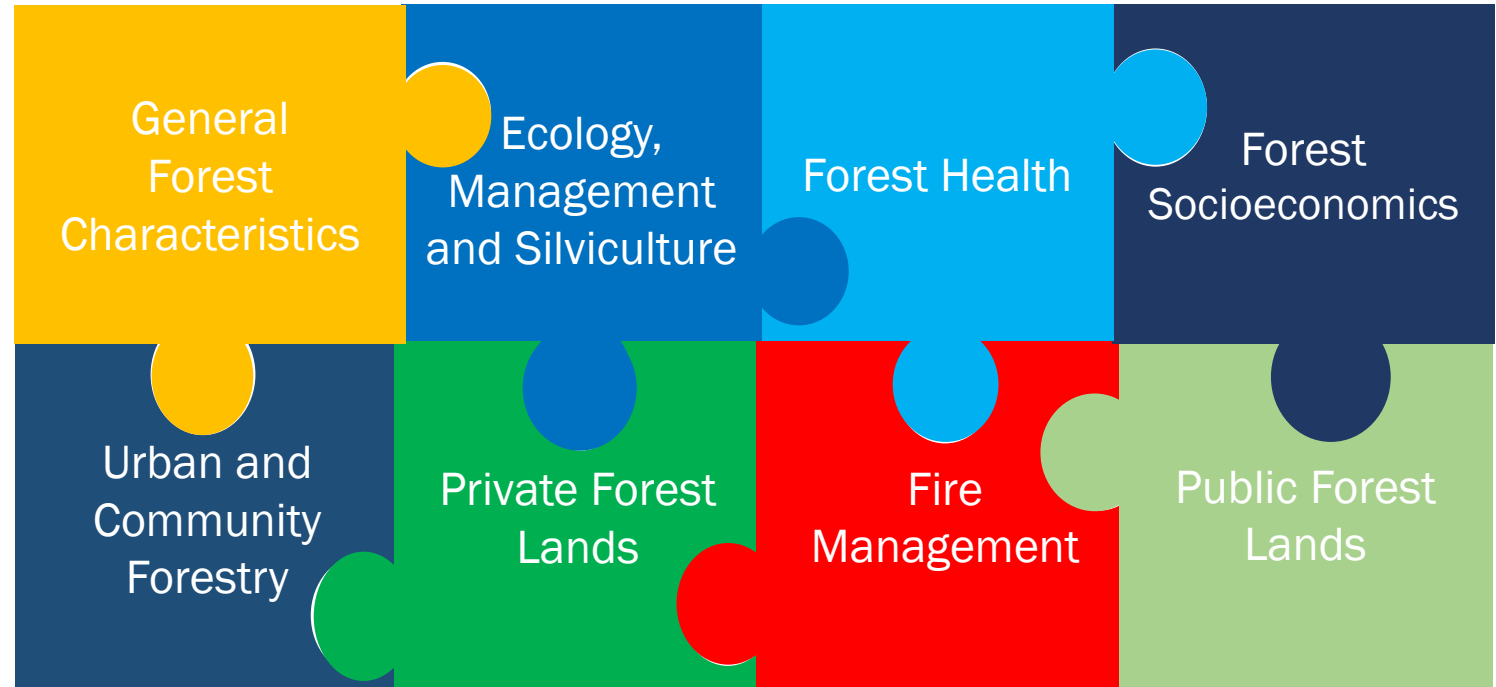 General
Forest
Characteristics
Ecology,
Management
and Silviculture
Forest Health
Forest
Socioeconomics
Urban and
Community
Forestry
Private Forest
Lands
Fire
Management
Public Forest
Lands